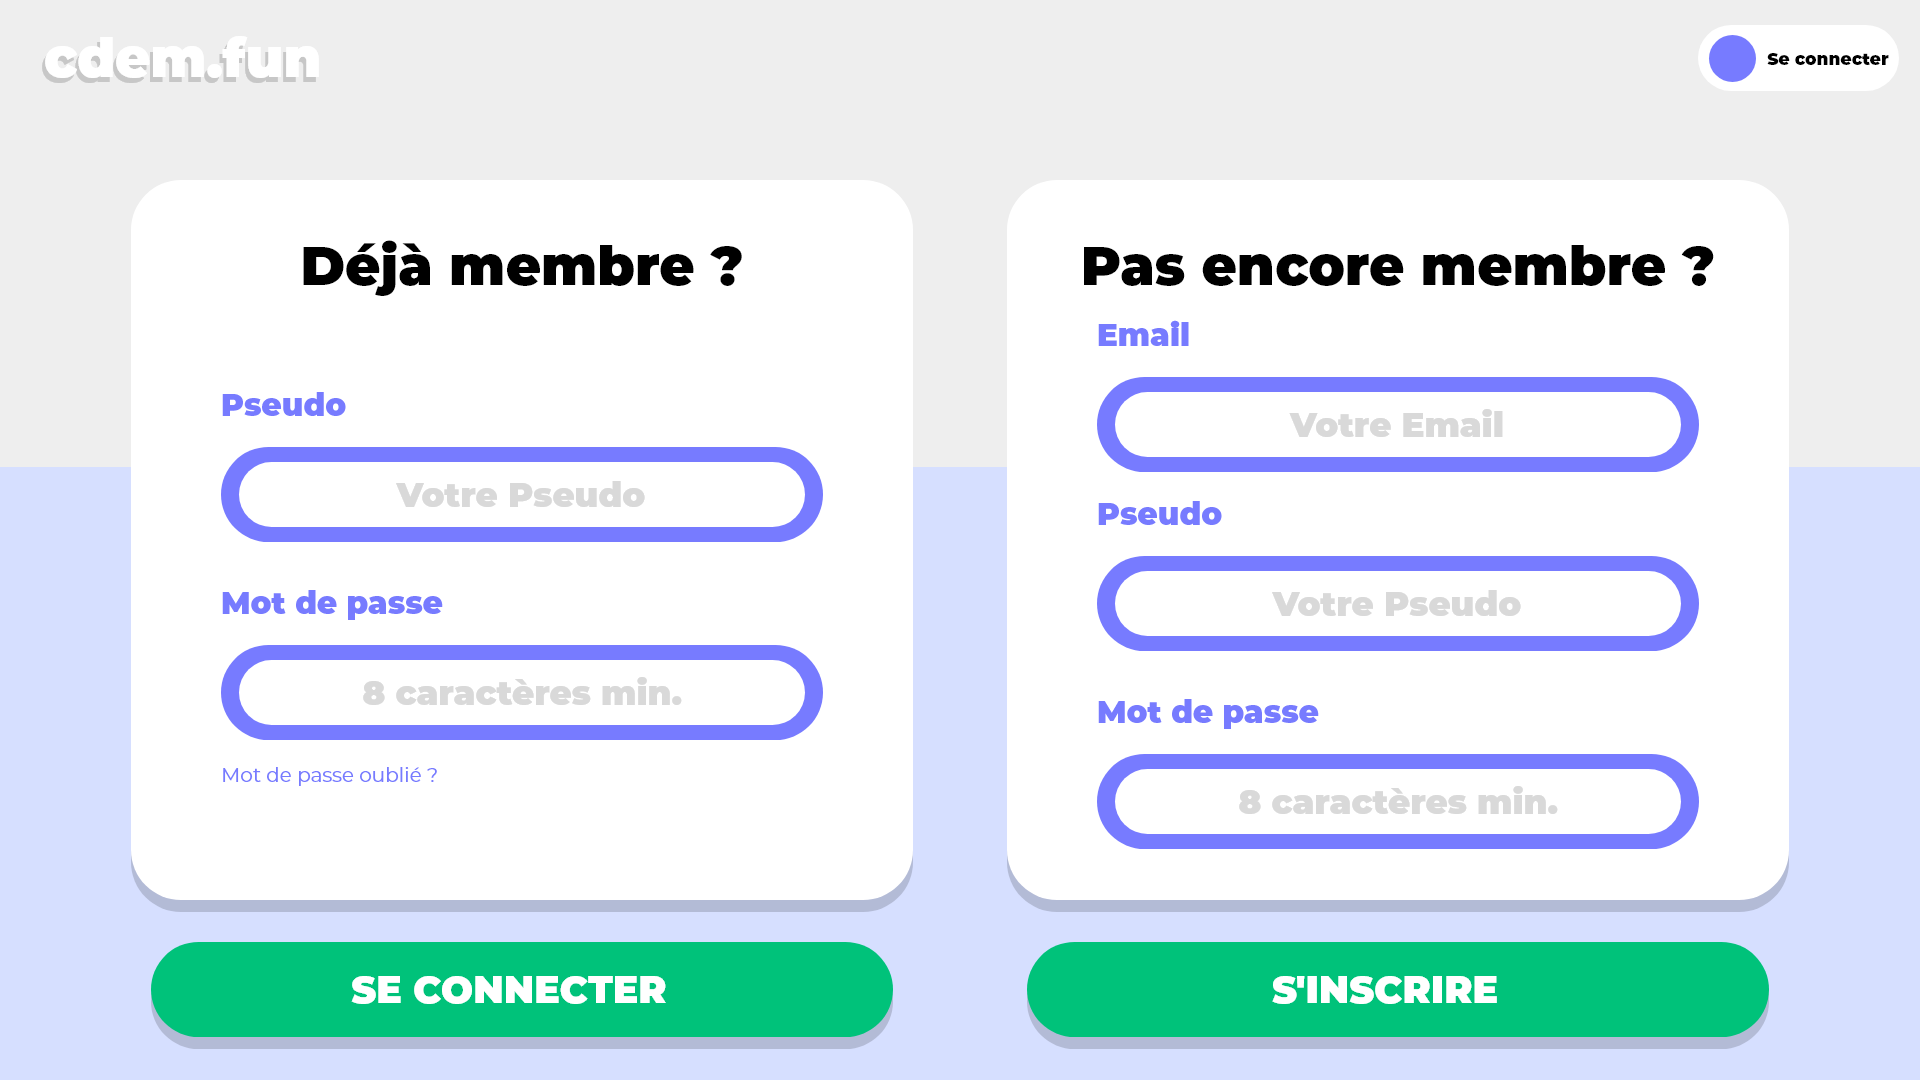 cdem.fun
Se connecter
Déjà membre ?
Pseudo
Votre Pseudo
Mot de passe
8 caractères min.
Mot de passe oublié ?
SE CONNECTER
Pas encore membre ?
Email
Votre Email
Pseudo
Votre Pseudo
Mot de passe
8 caractères min.
S'INSCRIRE